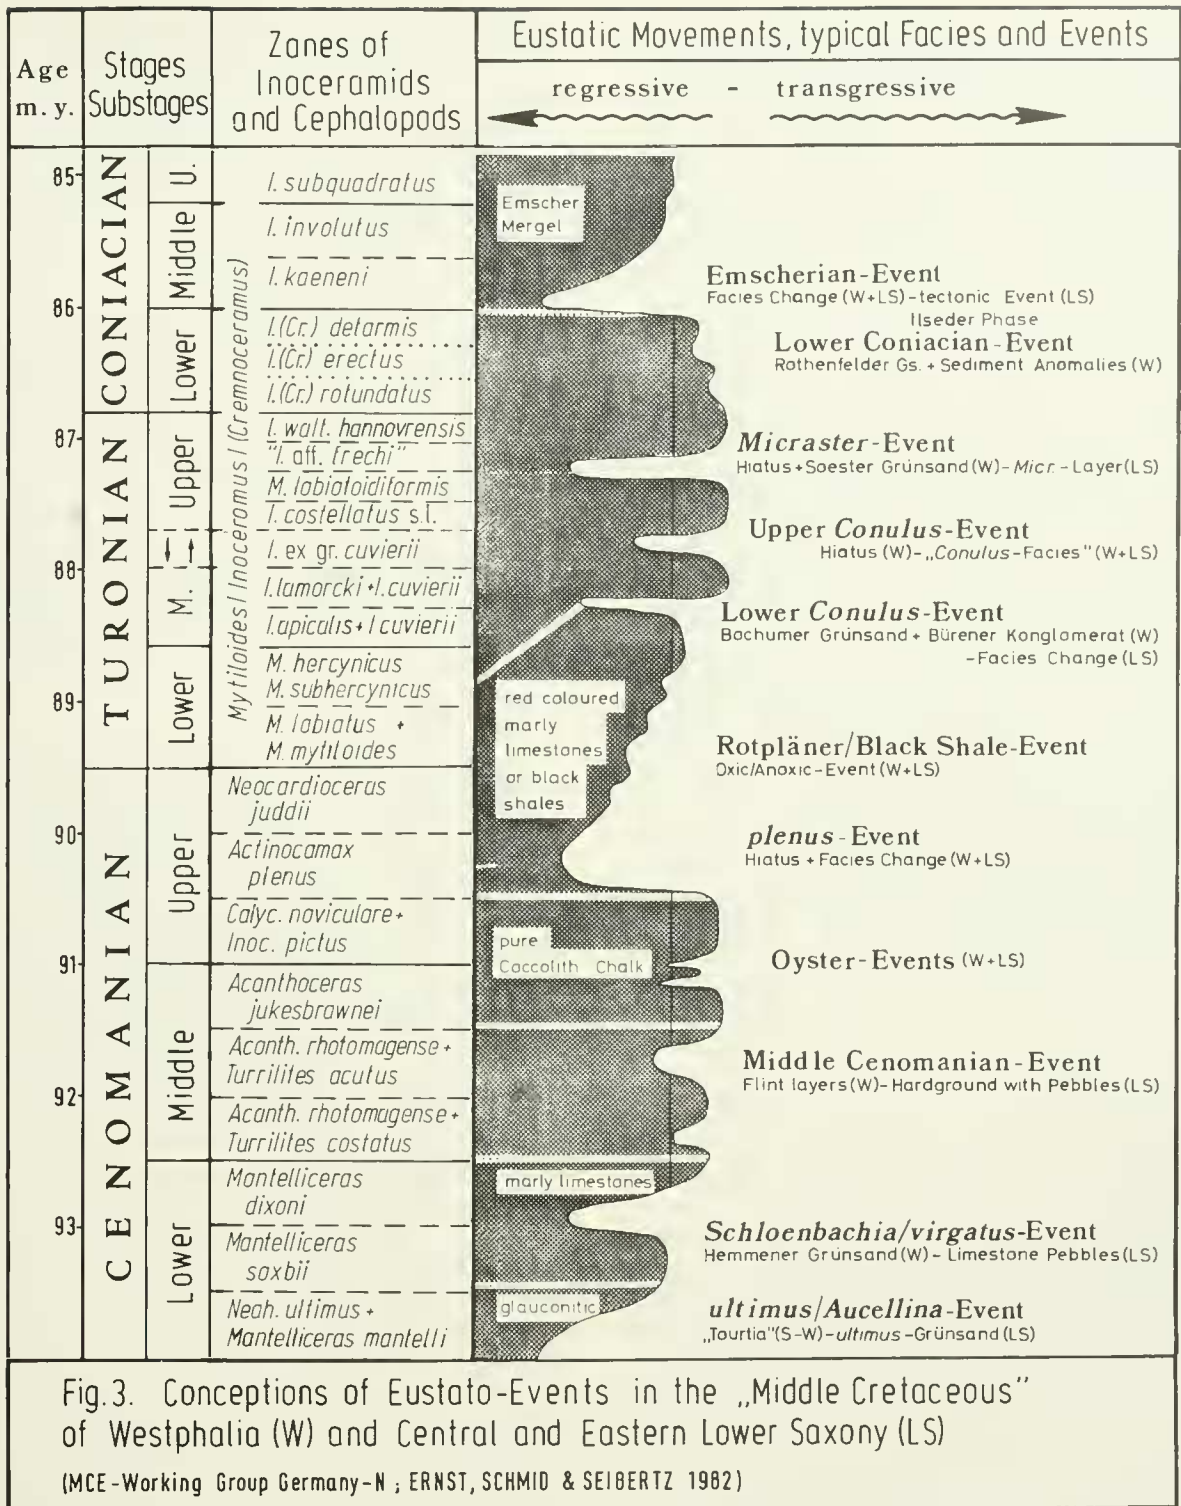 Age
m. y.
Stages
Substages
Zones of
Inoceramids
and Cephalopods
Eustatic Movements, typical Facies and Events
regressive - transgressive
85
86
87
88
89
90
91
92
93
CONIACIAN
TURONIAN
CENOMANIAN
U.
Middle
Lower
Upper
M.
Lower
Upper
Middle
Lower
Mytiloides / Inoceramus / (Cremnoceramus)
I. subquadratus
I. involutus
I. kaeneni
I.(Cr.) deformis
I.(Cr.) erectus
I.(Cr.) rotundatus
I. walt. hannovrensis
"I. aff. frechi"
M. labiatoidiformis
I. costellatus s.l.
I. ex gr. cuvierii
I. lamarcki + I. cuvierii
I. apicalis + I cuvierii
M. hercynicus
M. subhercynicus
M. labiatus +
M. mytiloides
Neocardioceras
juddii
Actinocamax
plenus
Calyc. naviculare +
Inoc. pictus
Acanthoceras
jukesbrownei
Acanth. rhotomagense +
Turrilites acutus
Acanth. rhotomagense +
Turrilites costatus
Mantelliceras
dixoni
Mantelliceras
saxbii
Neoh. ultimus +
Mantelliceras mantelli
Emscher
Mergel
red coloured
marly
limestones
or black
shales
pure
Coccolith Chalk
marly limestones
glauconitic
Emscherian-Event
Facies Change (W+LS)-tectonic Event (LS)
Ilseder Phase
Lower Coniacian-Event
Rothenfelder Gs. + Sediment Anomalies (W)
Micraster-Event
Hiatus + Soester Grünsand (W)-Micr.-Layer (LS)
Upper Conulus-Event
Hiatus (W)-„Conulus-Facies" (W+LS)
Lower Conulus-Event
Bochumer Grünsand + Bürener Konglomerat (W)
-Facies Change (LS)
Rotpläner/Black Shale-Event
Oxic/Anoxic-Event (W+LS)
plenus-Event
Hiatus + Facies Change (W+LS)
Oyster-Events (W+LS)
Middle Cenomanian-Event
Flint layers (W)-Hardground with Pebbles (LS)
Schloenbachia/virgatus-Event
Hemmener Grünsand (W)-Limestone Pebbles (LS)
ultimus/Aucellina-Event
„Tourtia" (S-W)-ultimus-Grünsand (LS)
Fig.3. Conceptions of Eustato-Events in the „Middle Cretaceous"
of Westphalia (W) and Central and Eastern Lower Saxony (LS)
(MCE-Working Group Germany-N ; ERNST, SCHMID & SEIBERTZ 1982)